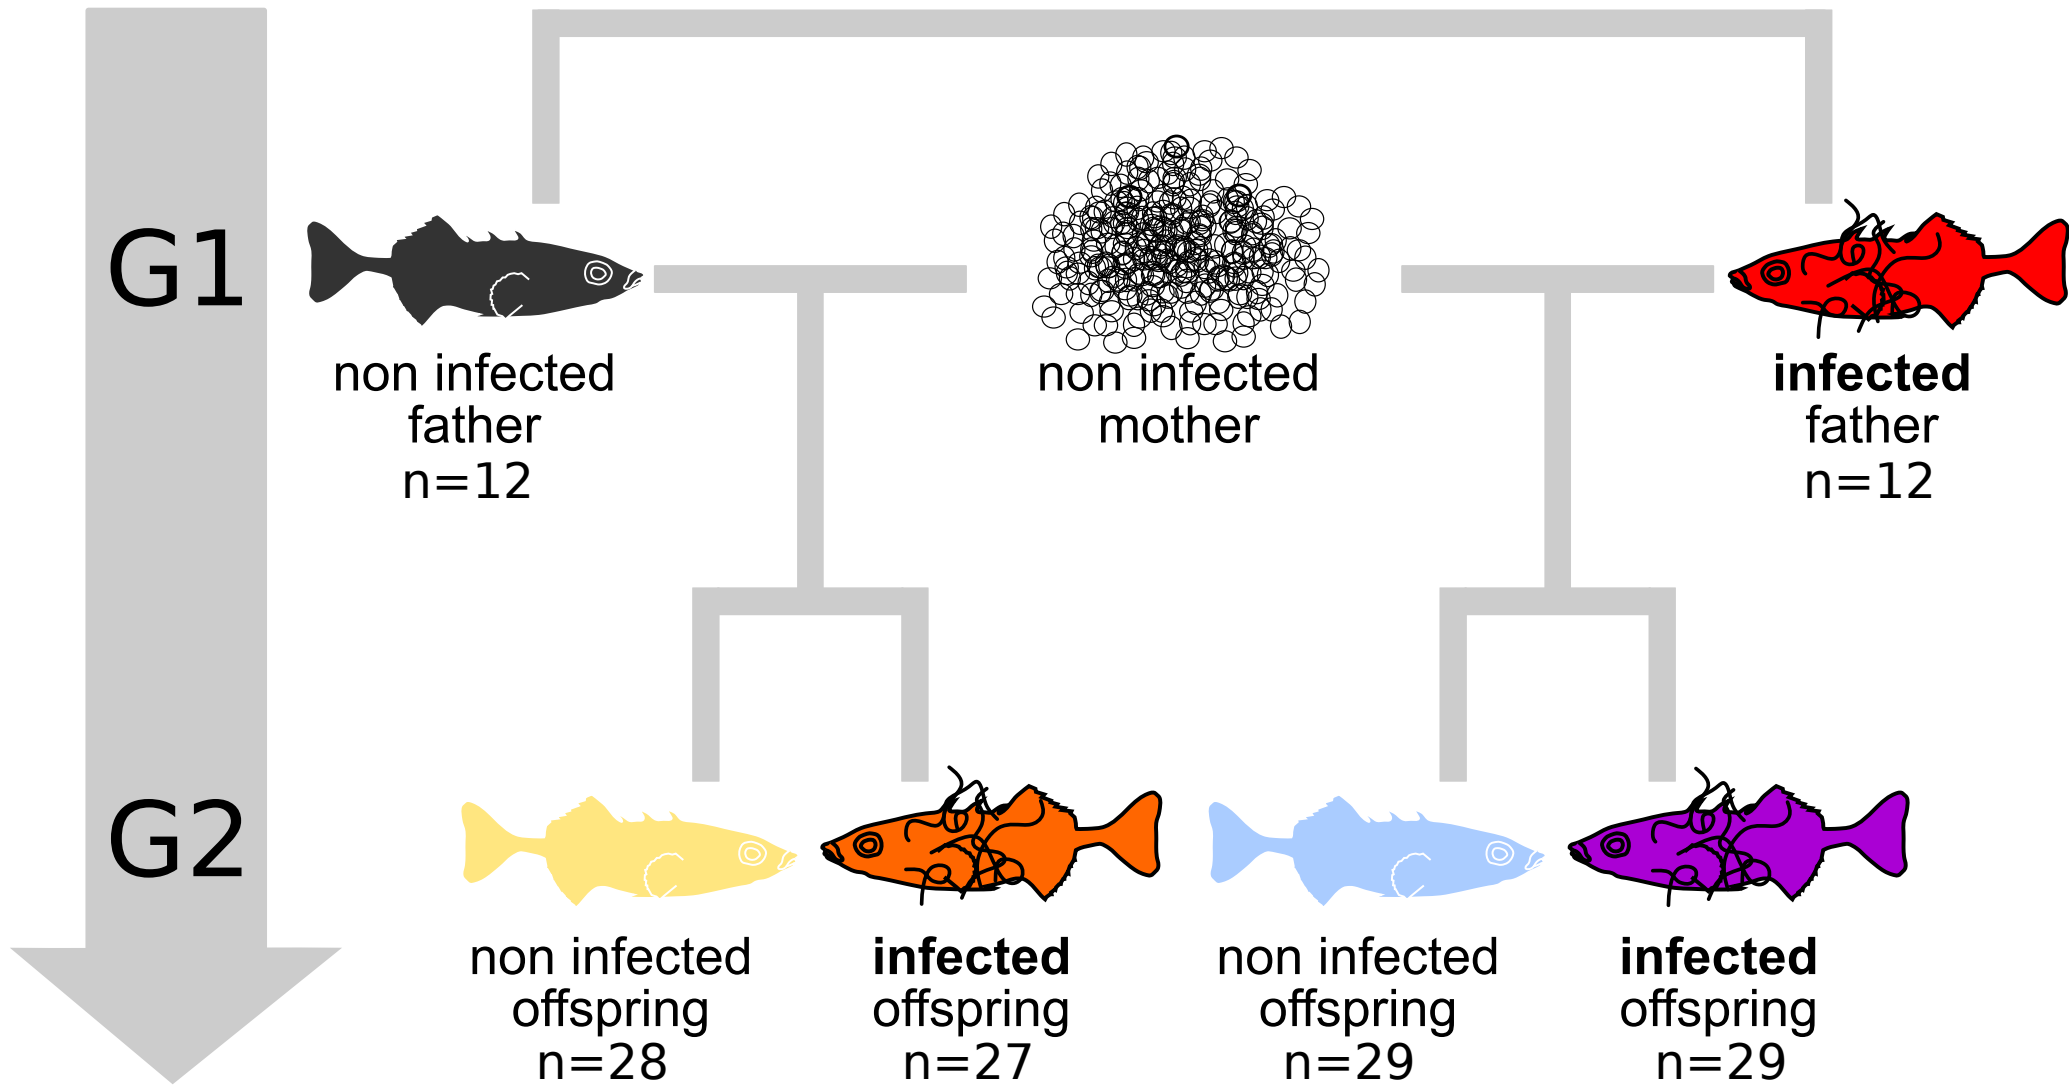 G1
non infected
father
n=12
non infected
mother
infected
father
n=12
G2
non infected
offspring
n=28
infected
offspring
n=27
non infected
offspring
n=29
infected
offspring
n=29